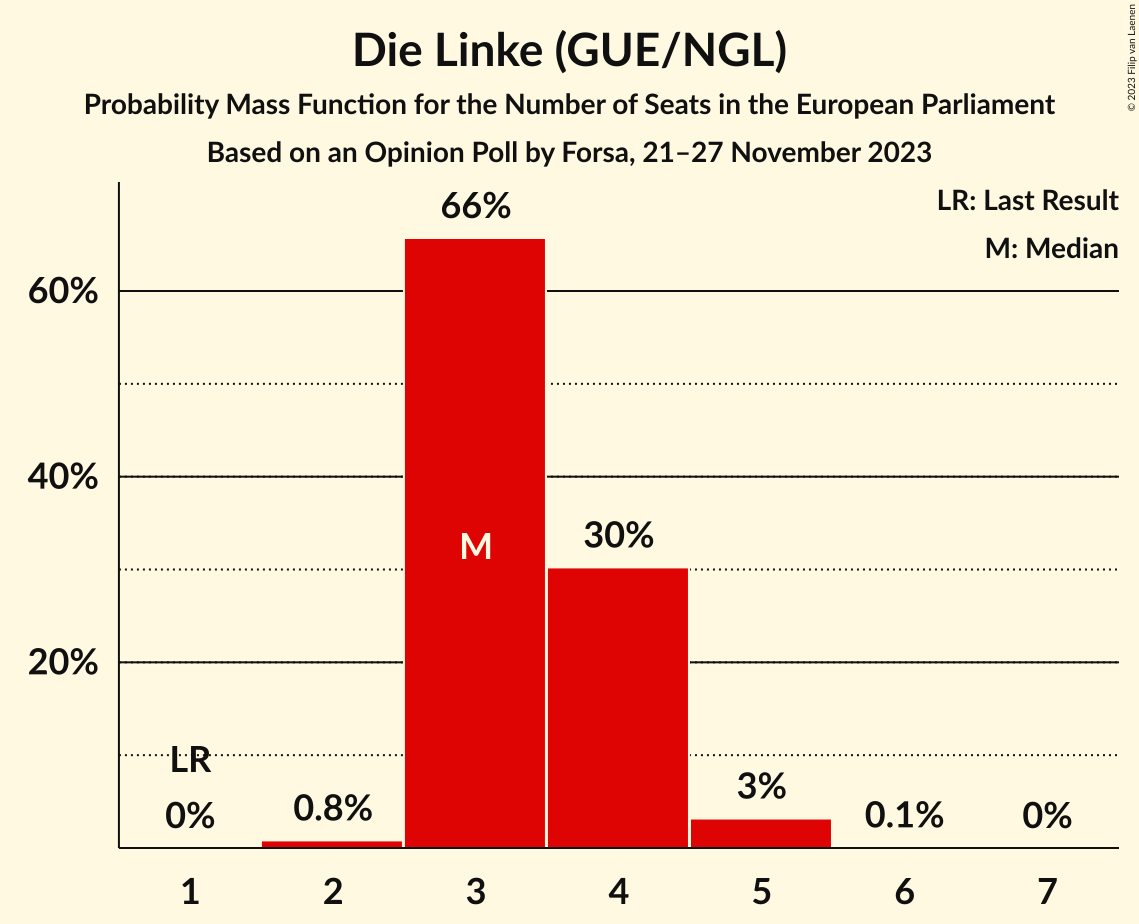 Die Linke (GUE/NGL)
Probability Mass Function for the Number of Seats in the European Parliament
Based on an Opinion Poll by Forsa, 21–27 November 2023
© 2023 Filip van Laenen
LR: Last Result
M: Median
66%
60%
40%
30%
M
20%
LR
0%
0.8%
3%
0.1%
0%
1 2 3 4 5 6 7